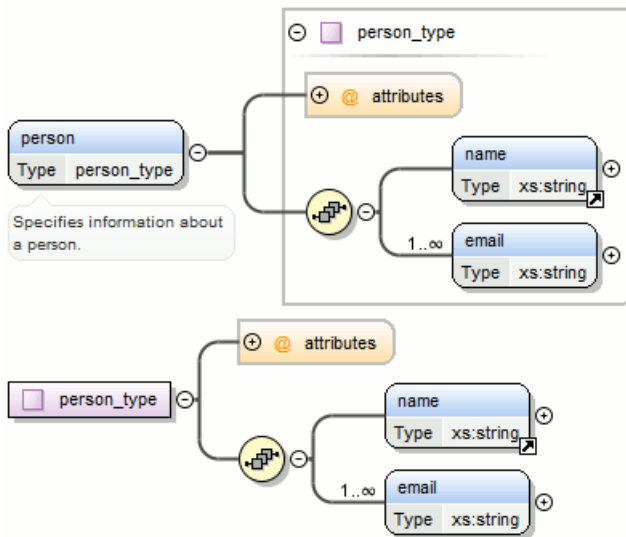 person_type
@ attributes
person
Type person_type
Specifies information about
a person.
name
Type xs:string
1..∞
email
Type xs:string
@ attributes
person_type
name
Type xs:string
1..∞
email
Type xs:string